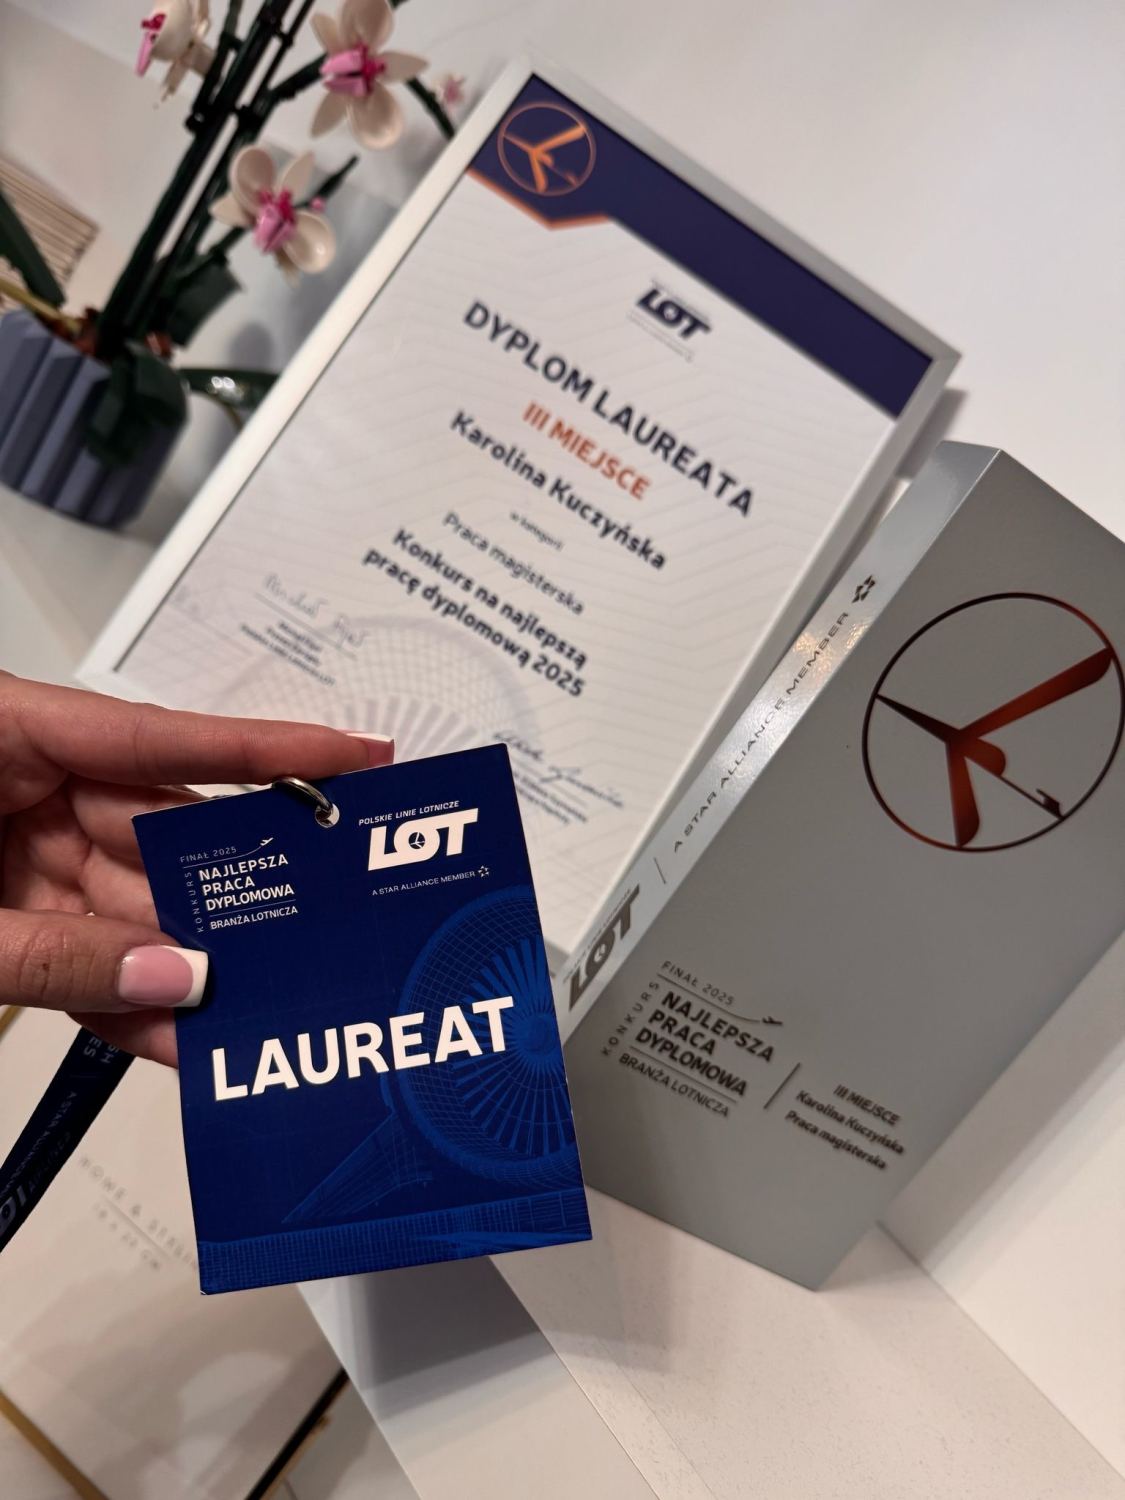 LOT
DYPLOM LAUREATA
III MIEJSCE
Karolina Kuczyńska
w kategorii
Praca magisterska
Konkurs na najlepszą
pracę dyplomową 2025
FINAŁ 2025
KONKURS
NAJLEPSZA
PRACA
DYPLOMOWA
BRANŻA LOTNICZA
POLSKIE LINIE LOTNICZE
LOT
A STAR ALLIANCE MEMBER
LAUREAT
LOT
A STAR ALLIANCE MEMBER
FINAŁ 2025
KONKURS
NAJLEPSZA
PRACA
DYPLOMOWA
BRANŻA LOTNICZA
III MIEJSCE
Karolina Kuczyńska
Praca magisterska